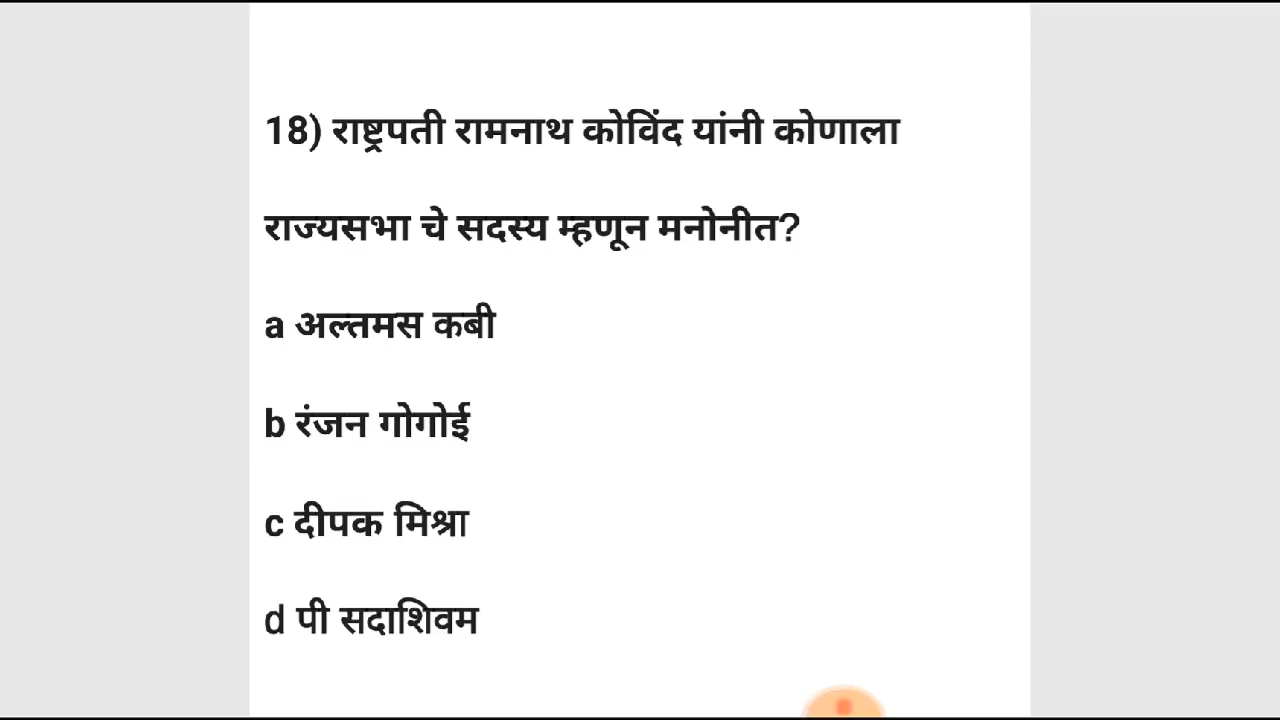 18) राष्ट्रपती रामनाथ कोविंद यांनी कोणाला
राज्यसभा चे सदस्य म्हणून मनोनीत?
a अल्तमस कबी
b रंजन गोगोई
c दीपक मिश्रा
d पी सदाशिवम